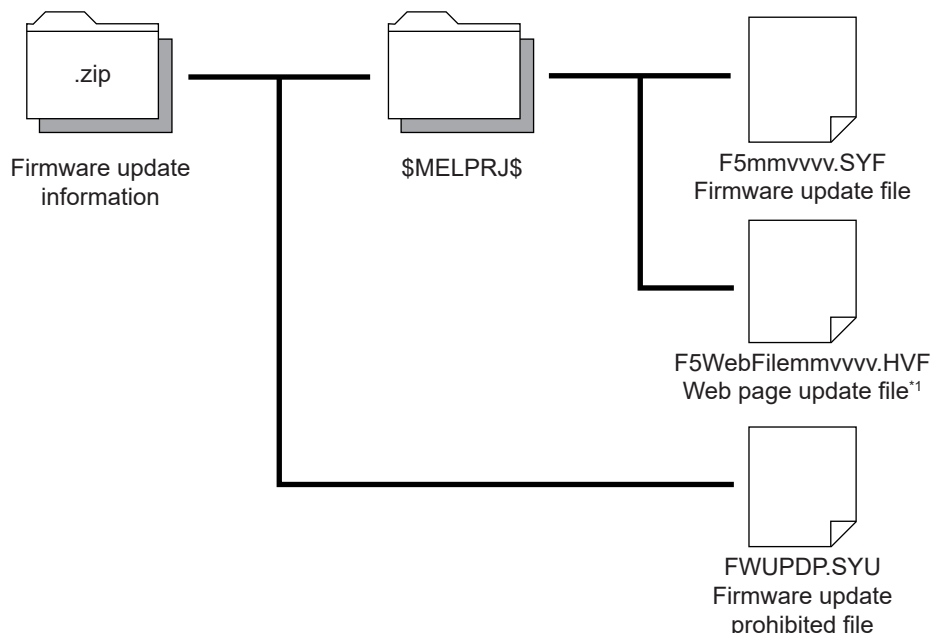 .zip
Firmware update
information
$MELPRJ$
F5mmvvvv.SYF
Firmware update file
F5WebFilemmvvvv.HVF
Web page update file*1
FWUPDP.SYU
Firmware update
prohibited file